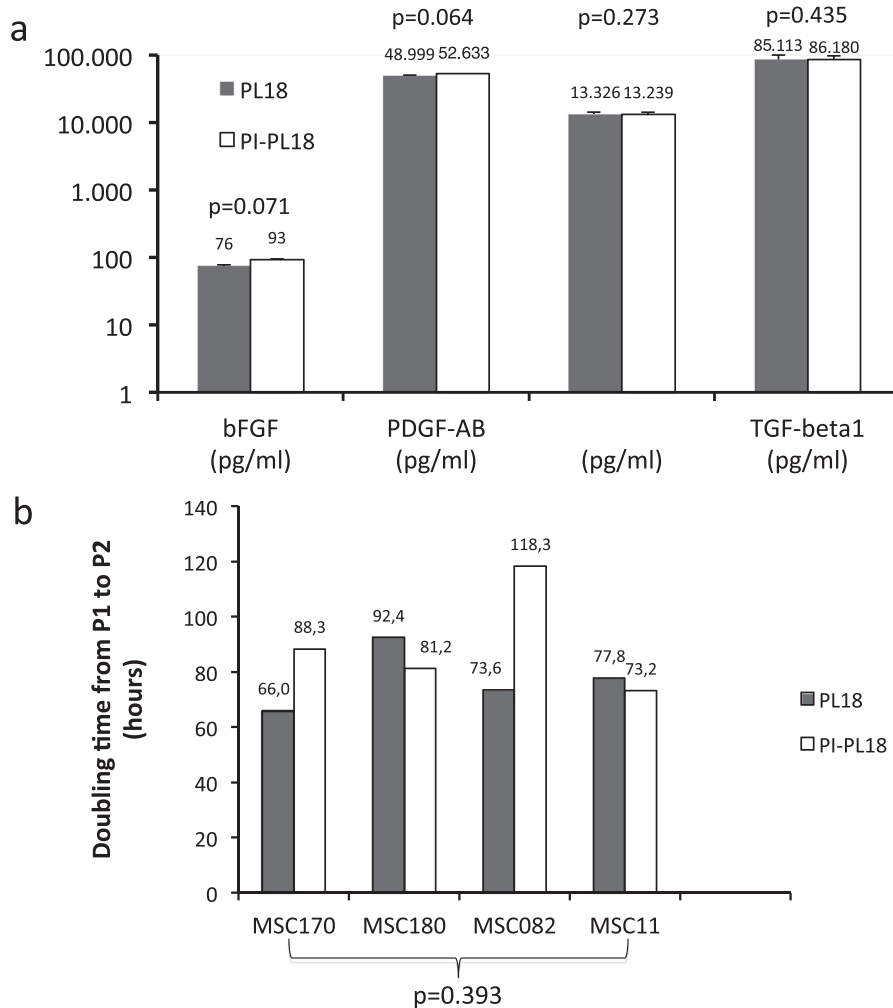 a
p=0.064 p=0.273 p=0.435
100.000
48.999 52.633 13.326 13.239 85.113 86.180
PL18
PI-PL18
10.000
1.000
p=0.071
76 93
100
10
1
bFGF PDGF-AB TGF-beta1
(pg/ml) (pg/ml) (pg/ml) (pg/ml)
b
Doubling time from P1 to P2
(hours)
140
120
100
80
60
40
20
0
66,0 88,3 92,4 81,2 73,6 118,3 77,8 73,2
PL18
PI-PL18
MSC170 MSC180 MSC082 MSC11
p=0.393